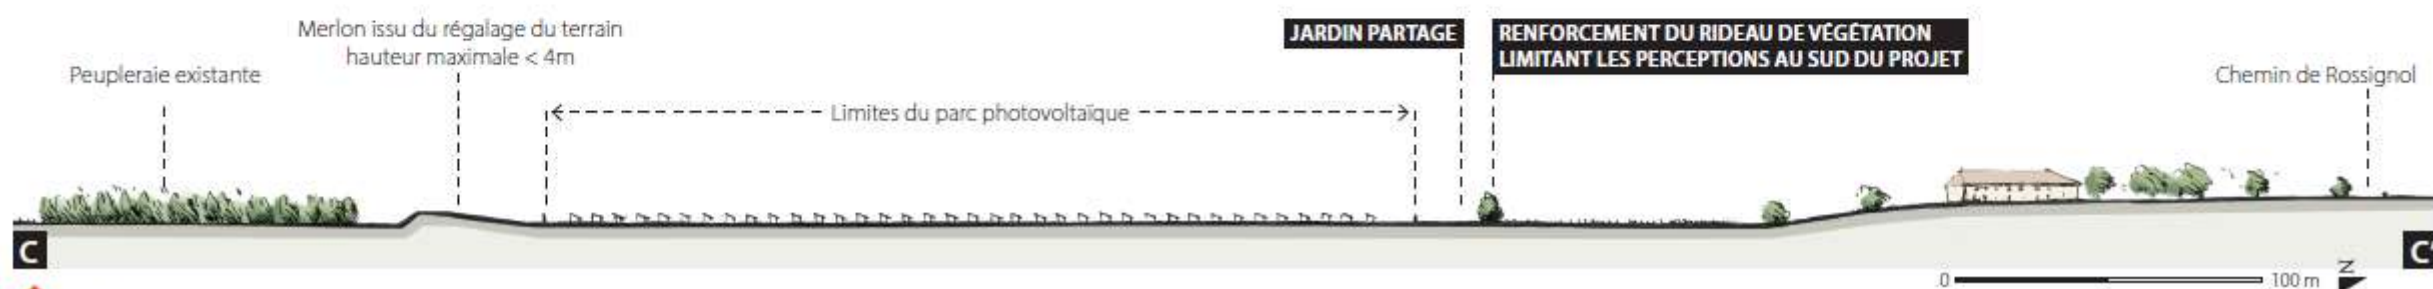 Merlon issu du régalage du terrain
hauteur maximale < 4m
Peupleraie existante
Limites du parc photovoltaïque
JARDIN PARTAGE
RENFORCEMENT DU RIDEAU DE VÉGÉTATION
LIMITANT LES PERCEPTIONS AU SUD DU PROJET
Chemin de Rossignol
C
C'
0 100 m
N